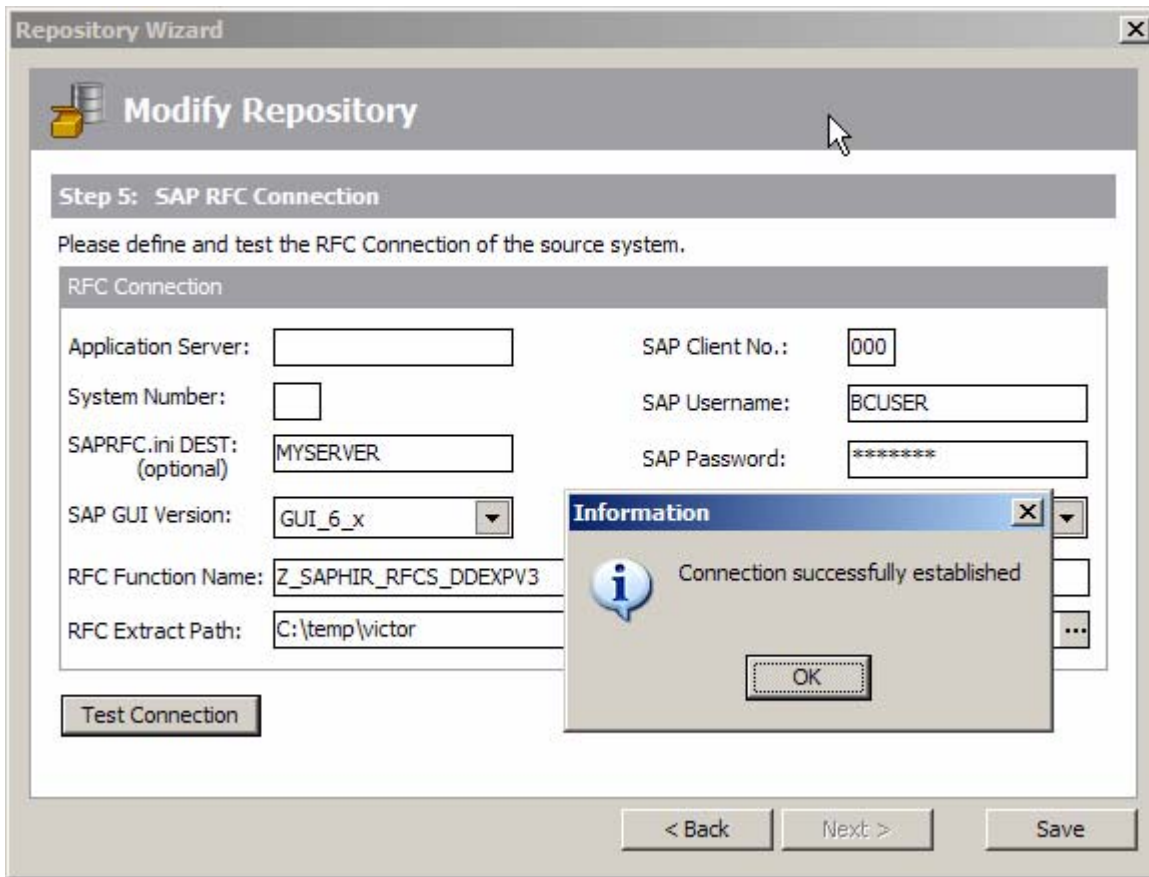 Repository Wizard
Modify Repository
Step 5: SAP RFC Connection
Please define and test the RFC Connection of the source system.
RFC Connection
Application Server:
SAP Client No.: 000
System Number:
SAP Username: BCUSER
SAPRFC.ini DEST: MYSERVER
(optional)
SAP Password: *******
SAP GUI Version: GUI_6_x
RFC Function Name: Z_SAPHIR_RFCS_DDEXPV3
RFC Extract Path: C:\temp\victor
...
Information
Connection successfully established
OK
Test Connection
< Back
Next >
Save